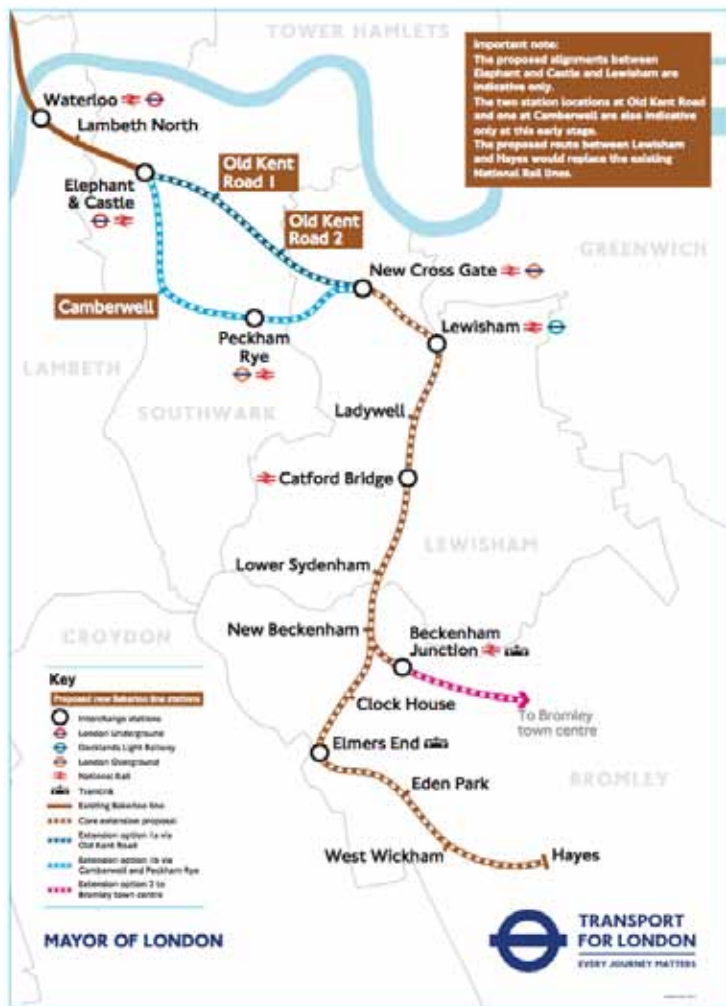 TOWER HAMLETS
Important note:
The proposed alignments between
Elephant and Castle and Lewisham are
indicative only.
The two station locations at Old Kent Road
and one at Camberwell are also indicative
only at this early stage.
The proposed route between Lewisham
and Hayes would replace the existing
National Rail lines.
Waterloo
Lambeth North
Elephant
& Castle
Old Kent
Road 1
Old Kent
Road 2
GREENWICH
New Cross Gate
Camberwell
Peckham
Rye
Lewisham
LAMBETH
SOUTHWARK
Ladywell
Catford Bridge
LEWISHAM
Lower Sydenham
CROYDON
New Beckenham
Beckenham
Junction
Clock House
To Bromley
town centre
Elmers End
BROMLEY
Eden Park
West Wickham
Hayes
Key
Proposed new Bakerloo line stations
Interchange stations
London Underground
Docklands Light Railway
London Overground
National Rail
Tramlink
Existing Bakerloo line
Core extension proposal
Extension option 1a via
Old Kent Road
Extension option 1b via
Camberwell and Peckham Rye
Extension option 2 to
Bromley town centre
MAYOR OF LONDON
TRANSPORT
FOR LONDON
EVERY JOURNEY MATTERS